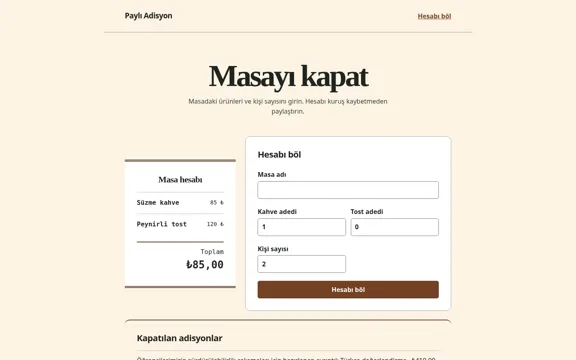 Paylı Adisyon
Hesabı böl
Masayı kapat
Masadaki ürünleri ve kişi sayısını girin. Hesabı kuruş kaybetmeden
paylaştırın.
Masa hesabı
Süzme kahve 85 ₺
Peynirli tost 120 ₺
Toplam
₺85,00
Hesabı böl
Masa adı
Kahve adedi Tost adedi
1 0
Kişi sayısı
2
Hesabı böl
Kapatılan adisyonlar